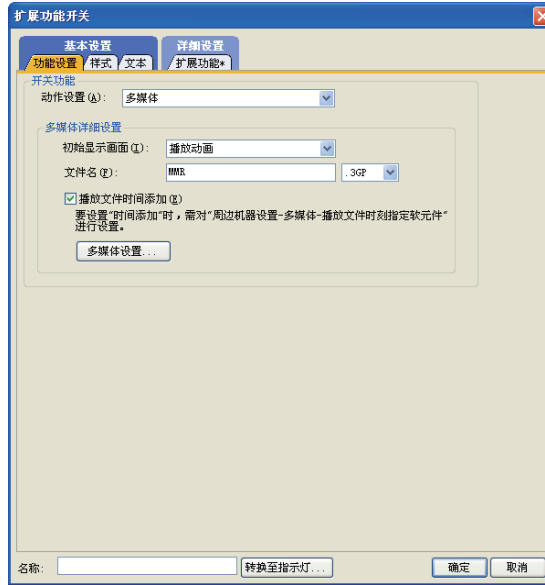 扩展功能开关
基本设置
详细设置
功能设置
样式
文本
扩展功能*
开关功能
动作设置(A):
多媒体
多媒体详细设置
初始显示画面(I):
播放动画
文件名(F):
MMR
.3GP
播放文件时间添加(E)
要设置"时间添加"时，需对"周边机器设置-多媒体-播放文件时刻指定软元件"
进行设置。
多媒体设置...
名称:
转换至指示灯...
确定
取消